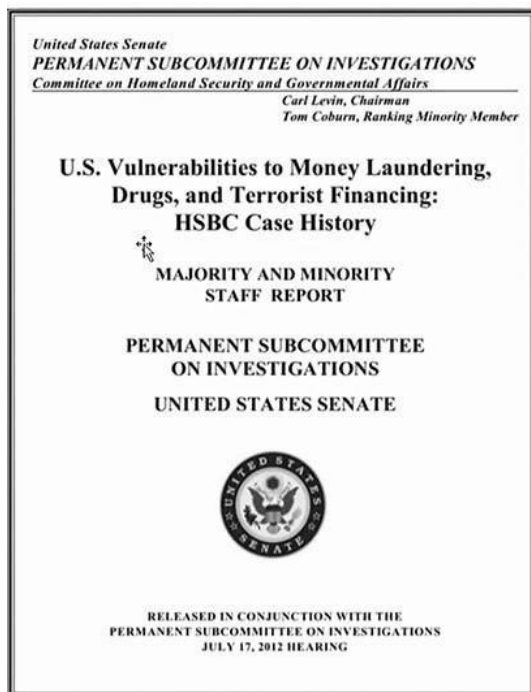 United States Senate
PERMANENT SUBCOMMITTEE ON INVESTIGATIONS
Committee on Homeland Security and Governmental Affairs
Carl Levin, Chairman
Tom Coburn, Ranking Minority Member
U.S. Vulnerabilities to Money Laundering,
Drugs, and Terrorist Financing:
HSBC Case History
MAJORITY AND MINORITY
STAFF REPORT
PERMANENT SUBCOMMITTEE
ON INVESTIGATIONS
UNITED STATES SENATE
UNITED STATES
SENATE
RELEASED IN CONJUNCTION WITH THE
PERMANENT SUBCOMMITTEE ON INVESTIGATIONS
JULY 17, 2012 HEARING